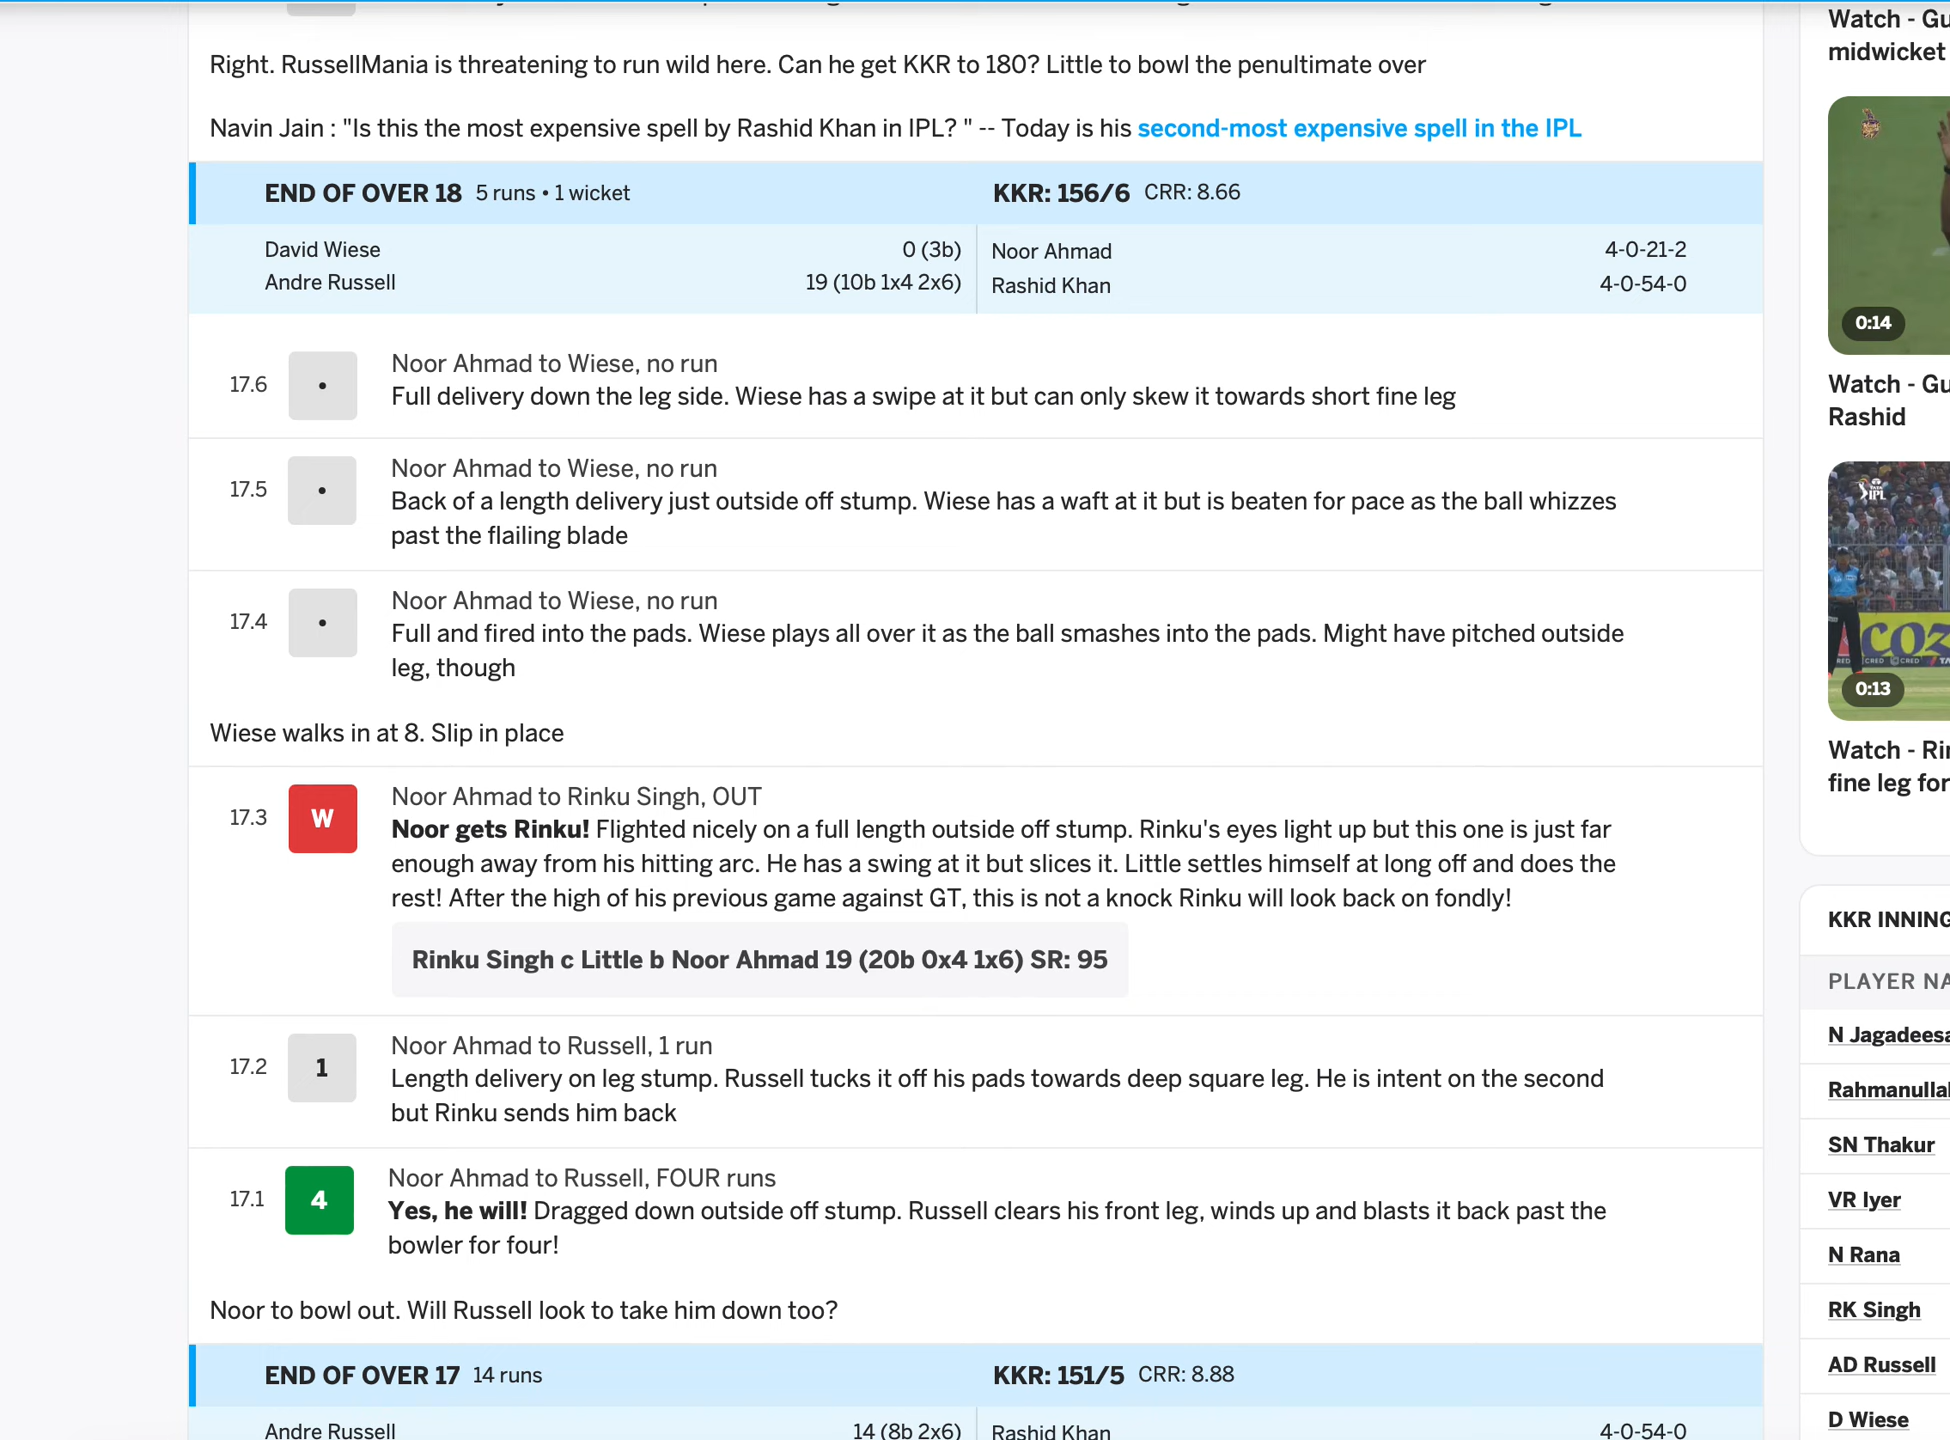 Right. RussellMania is threatening to run wild here. Can he get KKR to 180? Little to bowl the penultimate over
Navin Jain : "Is this the most expensive spell by Rashid Khan in IPL? " -- Today is his second-most expensive spell in the IPL
END OF OVER 18 5 runs • 1 wicket KKR: 156/6 CRR: 8.66
David Wiese 0 (3b) Noor Ahmad 4-0-21-2
Andre Russell 19 (10b 1x4 2x6) Rashid Khan 4-0-54-0
17.6 • Noor Ahmad to Wiese, no run
Full delivery down the leg side. Wiese has a swipe at it but can only skew it towards short fine leg
17.5 • Noor Ahmad to Wiese, no run
Back of a length delivery just outside off stump. Wiese has a waft at it but is beaten for pace as the ball whizzes
past the flailing blade
17.4 • Noor Ahmad to Wiese, no run
Full and fired into the pads. Wiese plays all over it as the ball smashes into the pads. Might have pitched outside
leg, though
Wiese walks in at 8. Slip in place
17.3 W Noor Ahmad to Rinku Singh, OUT
Noor gets Rinku! Flighted nicely on a full length outside off stump. Rinku's eyes light up but this one is just far
enough away from his hitting arc. He has a swing at it but slices it. Little settles himself at long off and does the
rest! After the high of his previous game against GT, this is not a knock Rinku will look back on fondly!
Rinku Singh c Little b Noor Ahmad 19 (20b 0x4 1x6) SR: 95
17.2 1 Noor Ahmad to Russell, 1 run
Length delivery on leg stump. Russell tucks it off his pads towards deep square leg. He is intent on the second
but Rinku sends him back
17.1 4 Noor Ahmad to Russell, FOUR runs
Yes, he will! Dragged down outside off stump. Russell clears his front leg, winds up and blasts it back past the
bowler for four!
Noor to bowl out. Will Russell look to take him down too?
END OF OVER 17 14 runs KKR: 151/5 CRR: 8.88
Andre Russell 14 (8b 2x6) Rashid Khan 4-0-54-0
Watch - Gu
midwicket
0:14
Watch - Gu
Rashid
IPL
COZ
CRED CRED
0:13
Watch - Rin
fine leg for
KKR INNING
PLAYER NA
N Jagadeesa
Rahmanullah
SN Thakur
VR Iyer
N Rana
RK Singh
AD Russell
D Wiese